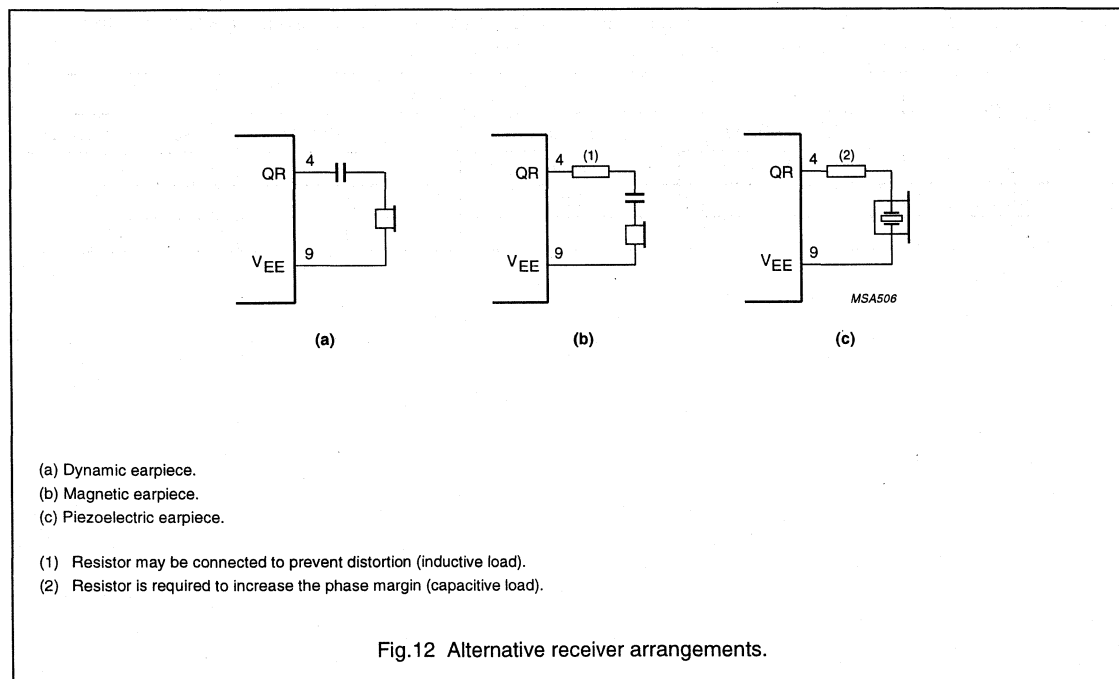 4
QR
VEE
9
(a)
4
(1)
QR
VEE
9
(b)
4
(2)
QR
VEE
9
MSA506
(c)
(a) Dynamic earpiece.
(b) Magnetic earpiece.
(c) Piezoelectric earpiece.
(1) Resistor may be connected to prevent distortion (inductive load).
(2) Resistor is required to increase the phase margin (capacitive load).
Fig.12 Alternative receiver arrangements.